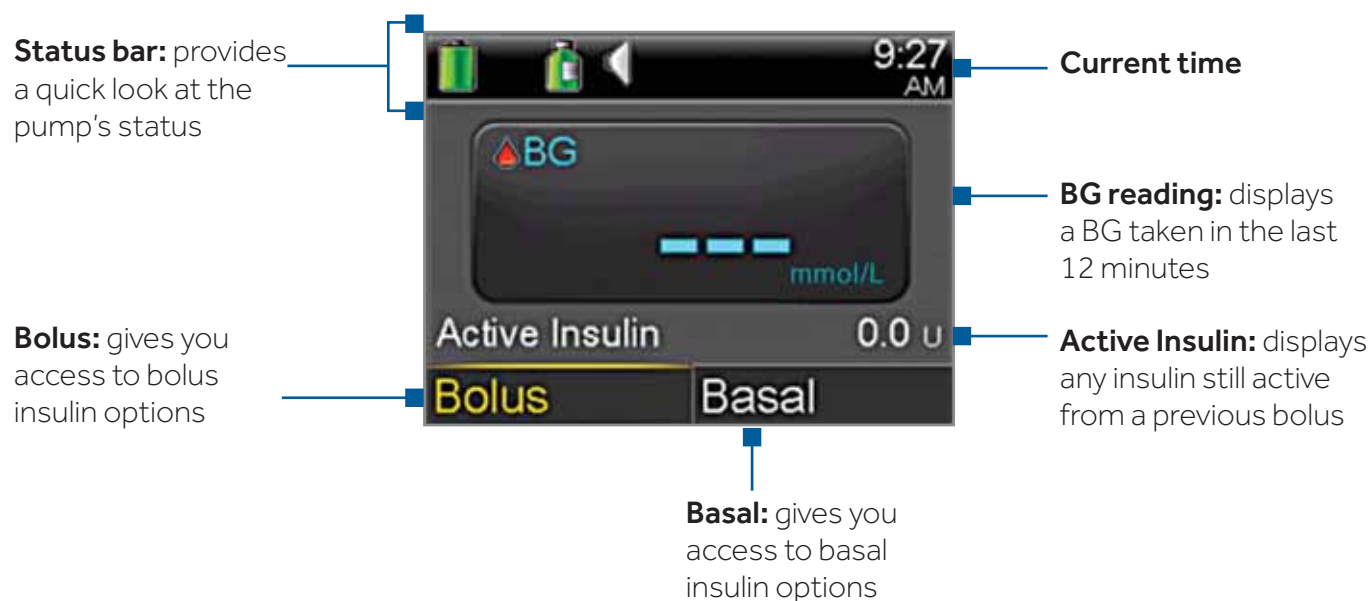 Status bar: provides
a quick look at the
pump's status
9:27
AM
Current time
BG
---
mmol/L
BG reading: displays
a BG taken in the last
12 minutes
Active Insulin 0.0 U
Bolus: gives you
access to bolus
insulin options
Active Insulin: displays
any insulin still active
from a previous bolus
Bolus Basal
Basal: gives you
access to basal
insulin options